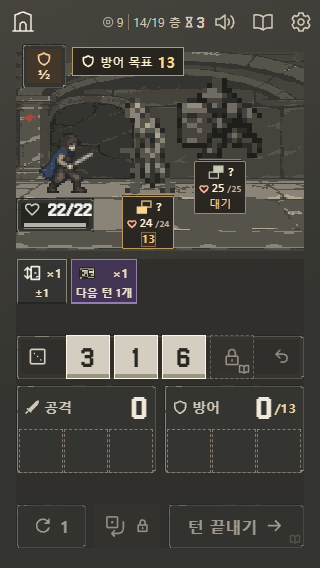 9 14/19 층 3
½
방어 목표 13
?
25/25
대기
?
24/24
13
22/22
×1
±1
×1
다음 턴 1개
3 1 6
공격 0
방어 0/13
1
턴 끝내기 →